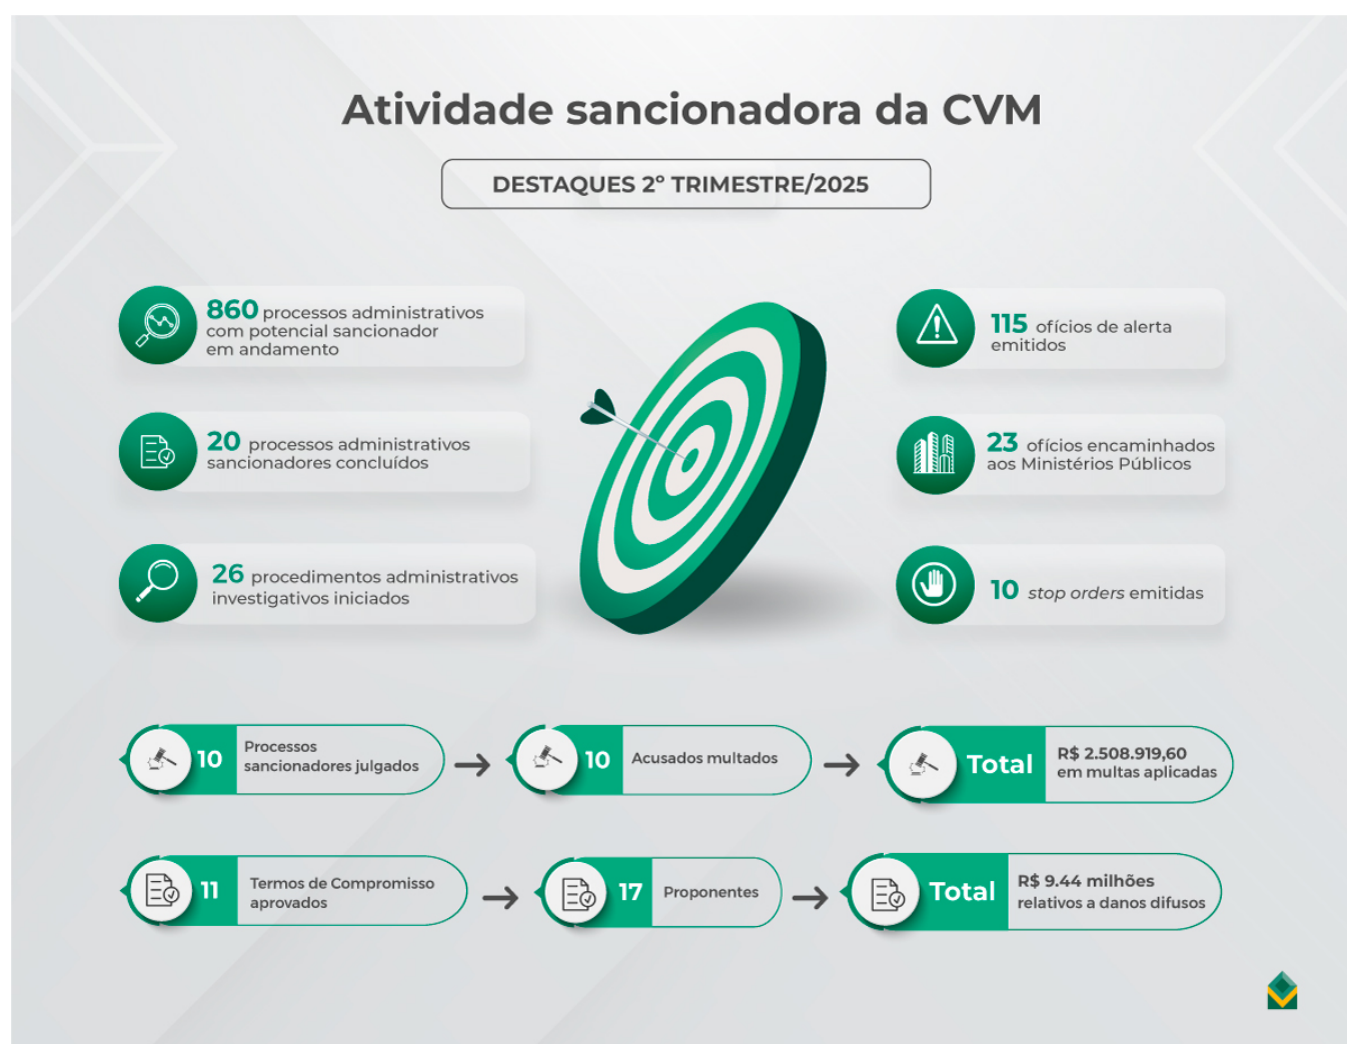 Atividade sancionadora da CVM
DESTAQUES 2º TRIMESTRE/2025
860 processos administrativos
com potencial sancionador
em andamento
20 processos administrativos
sancionadores concluídos
26 procedimentos administrativos
investigativos iniciados
115 ofícios de alerta
emitidos
23 ofícios encaminhados
aos Ministérios Públicos
10 stop orders emitidas
10 Processos
sancionadores julgados
10 Acusados multados
Total R$ 2.508.919,60
em multas aplicadas
11 Termos de Compromisso
aprovados
17 Proponentes
Total R$ 9.44 milhões
relativos a danos difusos